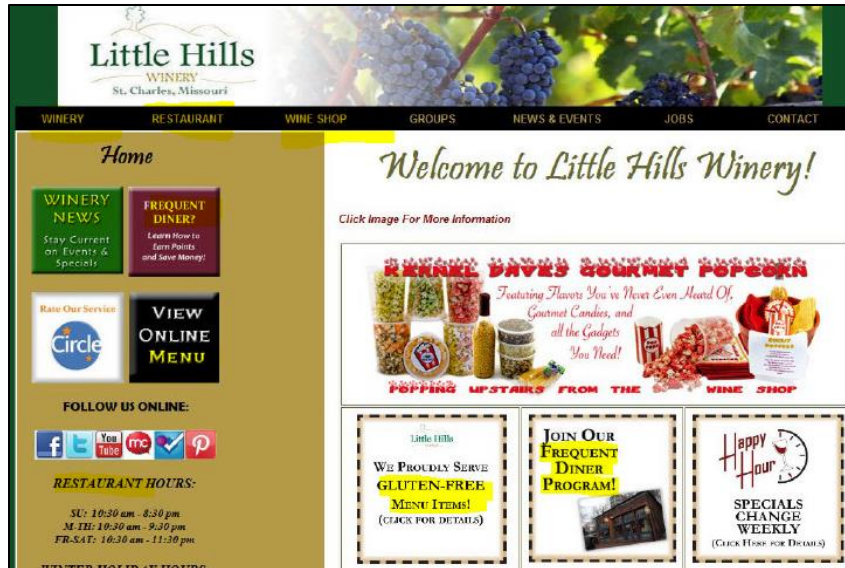 Little Hills
WINERY
St. Charles, Missouri
WINERY RESTAURANT WINE SHOP GROUPS NEWS & EVENTS JOBS CONTACT
Home
WINERY
NEWS
Stay Current
on Events &
Specials
FREQUENT
DINER?
Learn How to
Earn Points
and Save Money!
Rate Our Service
Circle
VIEW
ONLINE
MENU
FOLLOW US ONLINE:
f t You
Tube mc P
RESTAURANT HOURS:
SU: 10:30 am - 8:30 pm
M-TH: 10:30 am - 9:30 pm
FR-SAT: 10:30 am - 11:30 pm
WINTER HOLIDAY HOURS
Welcome to Little Hills Winery!
Click Image For More Information
KERNEL DAVE'S GOURMET POPCORN
Featuring Flavors You've Never Even Heard Of,
Gourmet Candies, and
all the Gadgets
You Need!
POPPING UPSTAIRS FROM THE WINE SHOP
Little Hills
WE PROUDLY SERVE
GLUTEN-FREE
MENU ITEMS!
(CLICK FOR DETAILS)
JOIN OUR
FREQUENT
DINER
PROGRAM!
Happy
Hour
SPECIALS
CHANGE
WEEKLY
(CLICK HERE FOR DETAILS)